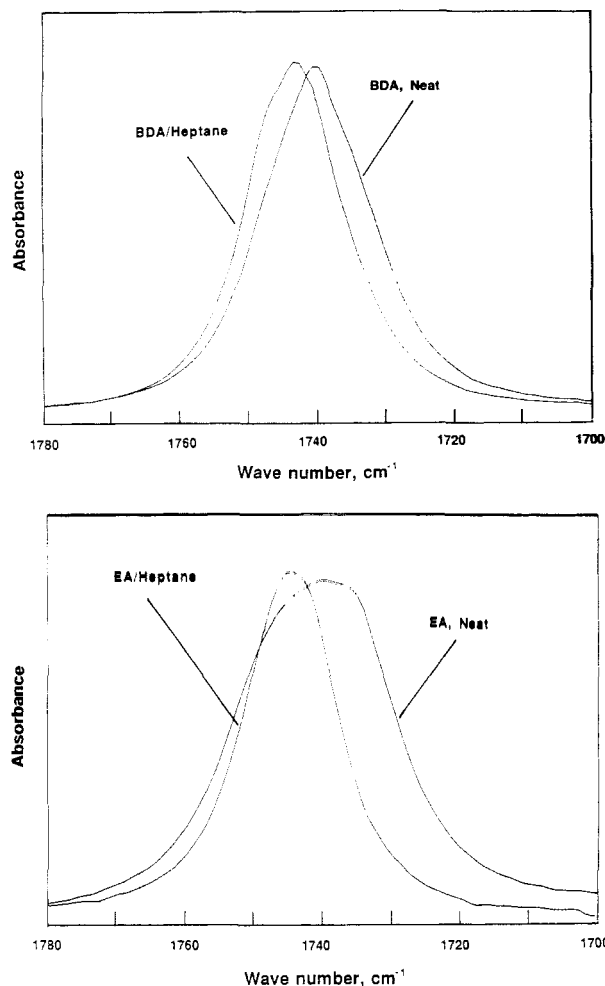 BDA, Neat
BDA/Heptane
Absorbance
1780 1760 1740 1720 1700
Wave number, cm⁻¹
EA/Heptane
EA, Neat
Absorbance
1780 1760 1740 1720 1700
Wave number, cm⁻¹